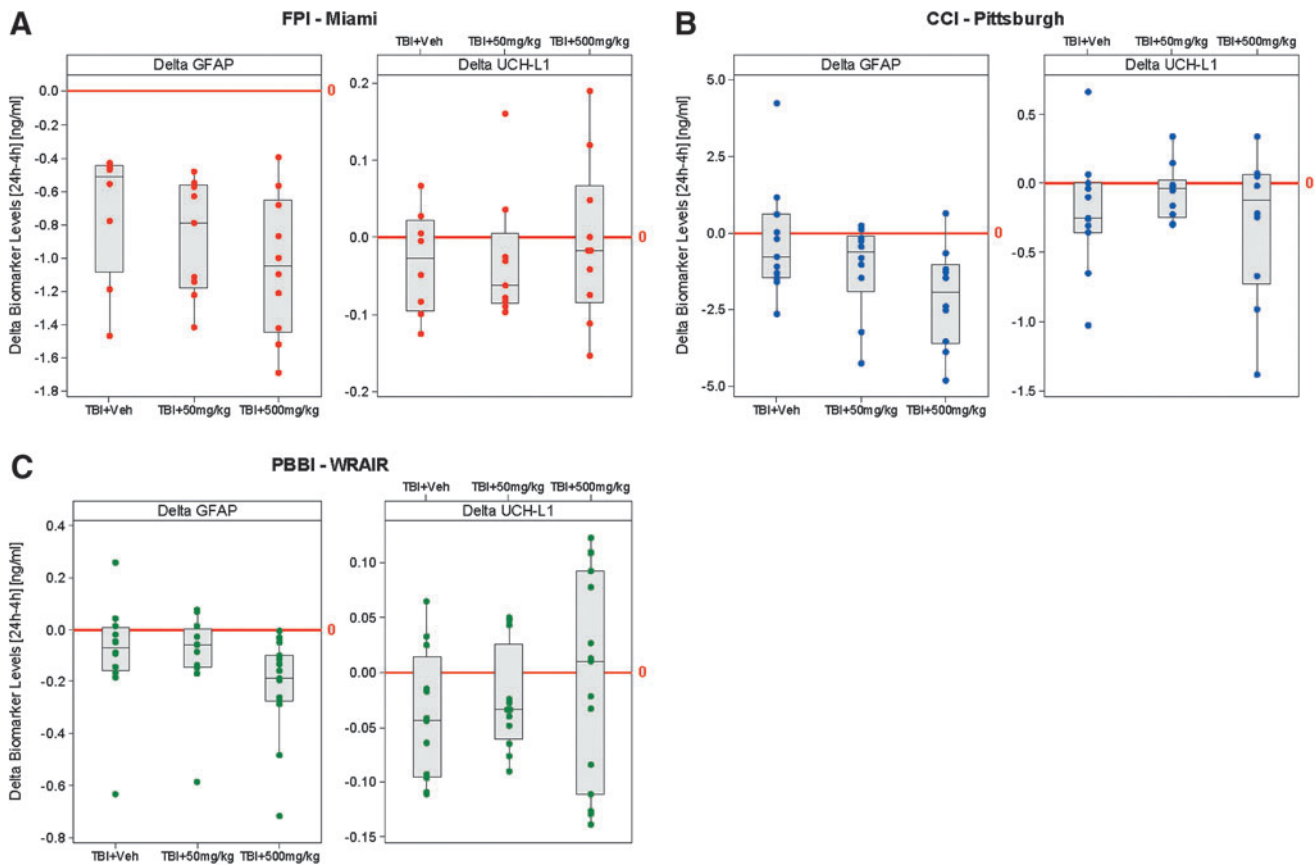 A
FPI - Miami
TBI+Veh TBI+50mg/kg TBI+500mg/kg
Delta GFAP
Delta UCH-L1
Delta Biomarker Levels [24h-4h] [ng/ml]
0.0
-0.2
-0.4
-0.6
-0.8
-1.0
-1.2
-1.4
-1.6
-1.8
0
0.2
0.1
0.0
-0.1
-0.2
0
TBI+Veh TBI+50mg/kg TBI+500mg/kg
B
CCI - Pittsburgh
TBI+Veh TBI+50mg/kg TBI+500mg/kg
Delta GFAP
Delta UCH-L1
Delta Biomarker Levels [24h-4h] [ng/ml]
5.0
2.5
0.0
-2.5
-5.0
0
0.5
0.0
-0.5
-1.0
-1.5
0
TBI+Veh TBI+50mg/kg TBI+500mg/kg
C
PBBI - WRAIR
TBI+Veh TBI+50mg/kg TBI+500mg/kg
Delta GFAP
Delta UCH-L1
Delta Biomarker Levels [24h-4h] [ng/ml]
0.4
0.2
0.0
-0.2
-0.4
-0.6
-0.8
0
0.10
0.05
0.00
-0.05
-0.10
-0.15
0
TBI+Veh TBI+50mg/kg TBI+500mg/kg